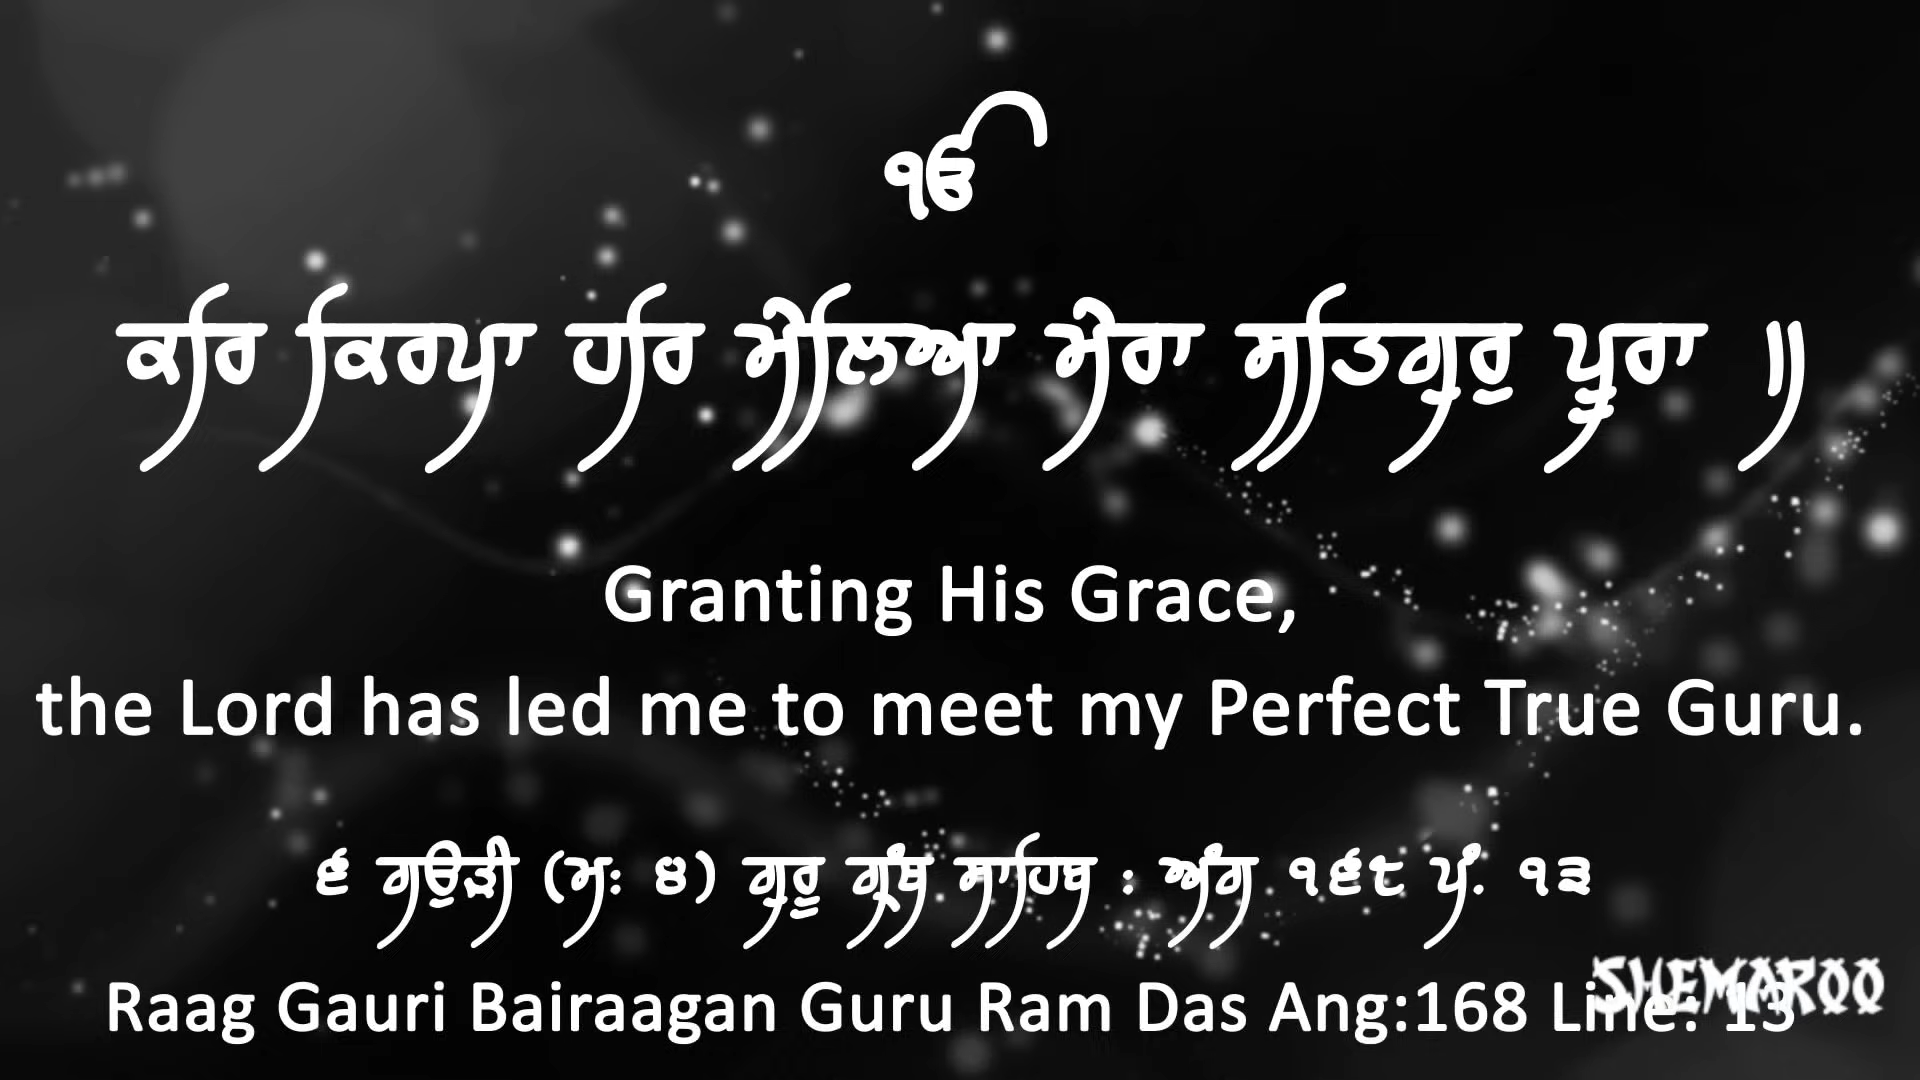 ੴ
ਕਰਿ ਕਿਰਪਾ ਹਰਿ ਮੇਲਿਆ ਮੇਰਾ ਸਤਿਗੁਰੁ ਪੂਰਾ ॥
Granting His Grace,
the Lord has led me to meet my Perfect True Guru.
੬ ਗਉੜੀ (ਮਃ ੪) ਗੁਰੂ ਗ੍ਰੰਥ ਸਾਹਿਬ : ਅੰਗ ੧੬੮ ਪੰ. ੧੩
Raag Gauri Bairaagan Guru Ram Das Ang:168 Line: 13
SHEMAROO